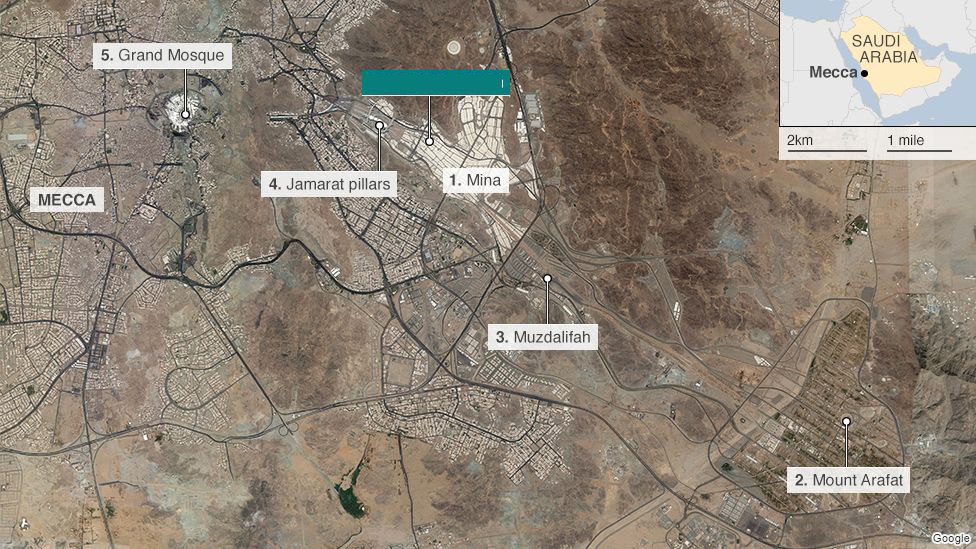 5. Grand Mosque
SAUDI
ARABIA
Mecca
2km
1 mile
4. Jamarat pillars
1. Mina
MECCA
3. Muzdalifah
2. Mount Arafat
Google